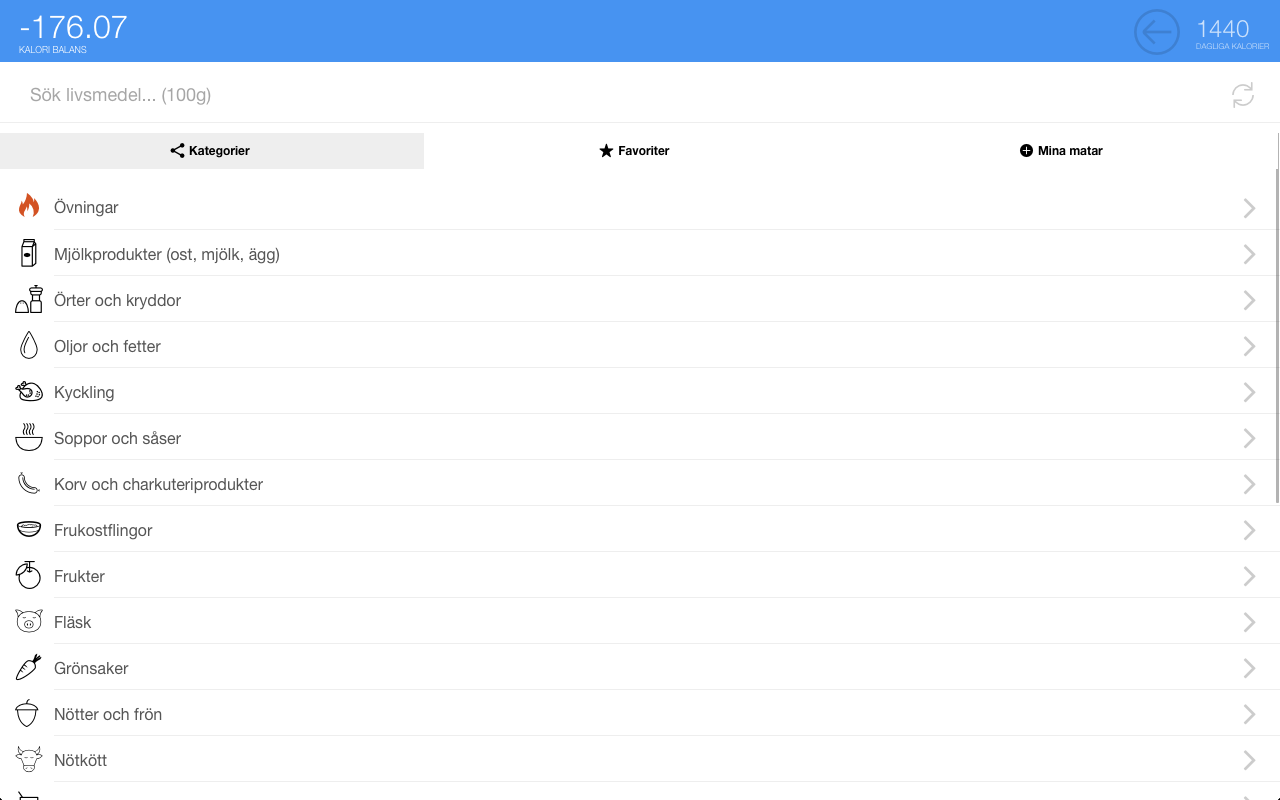 -176.07
KALORI BALANS
1440
DAGLIGA KALORIER
Sök livsmedel... (100g)
Kategorier
Favoriter
Mina matar
Övningar
Mjölkprodukter (ost, mjölk, ägg)
Örter och kryddor
Oljor och fetter
Kyckling
Soppor och såser
Korv och charkuteriprodukter
Frukostflingor
Frukter
Fläsk
Grönsaker
Nötter och frön
Nötkött